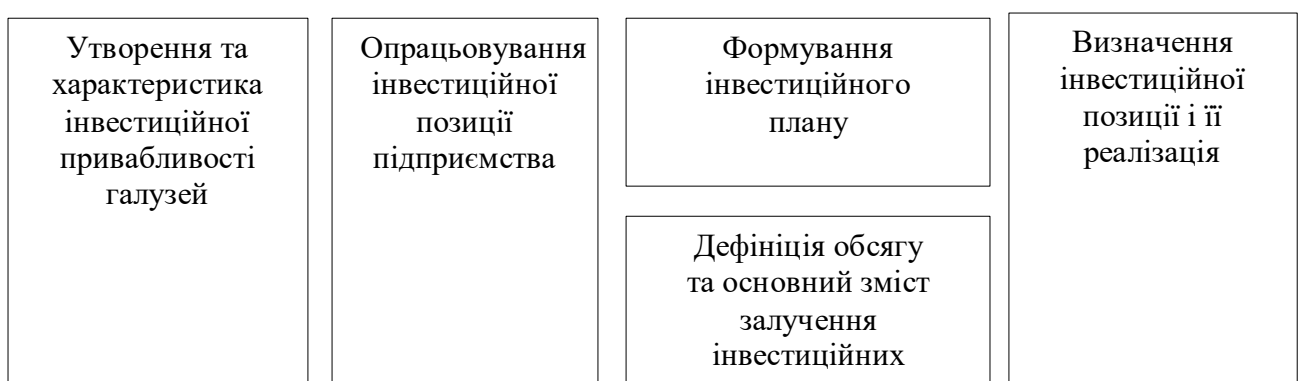 Утворення та
характеристика
інвестиційної
привабливості
галузей
Опрацьовування
інвестиційної
позиції
підприємства
Формування
інвестиційного
плану
Дефініція обсягу
та основний зміст
залучення
інвестиційних
Визначення
інвестиційної
позиції і її
реалізація